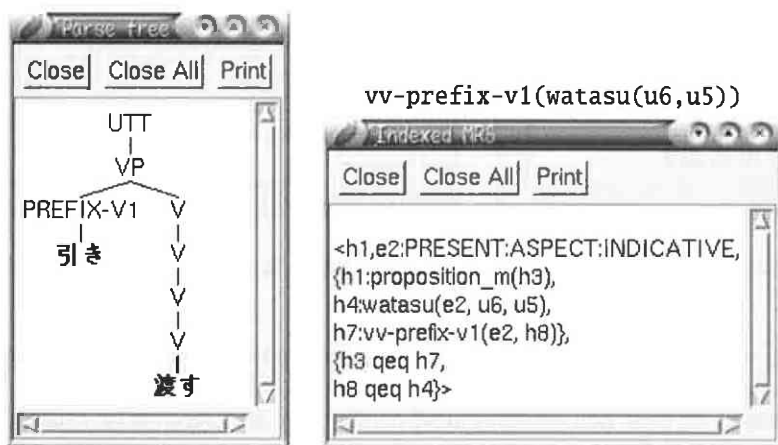 Parse tree
Close Close All Print
UTT
VP
PREFIX-V1 V
引き V
V
V
渡す
vv-prefix-v1(watasu(u6,u5))
Indexed MRS
Close Close All Print
<h1,e2:PRESENT:ASPECT:INDICATIVE,
{h1:proposition_m(h3),
h4:watasu(e2, u6, u5),
h7:vv-prefix-v1(e2, h8)},
{h3 qeq h7,
h8 qeq h4}>